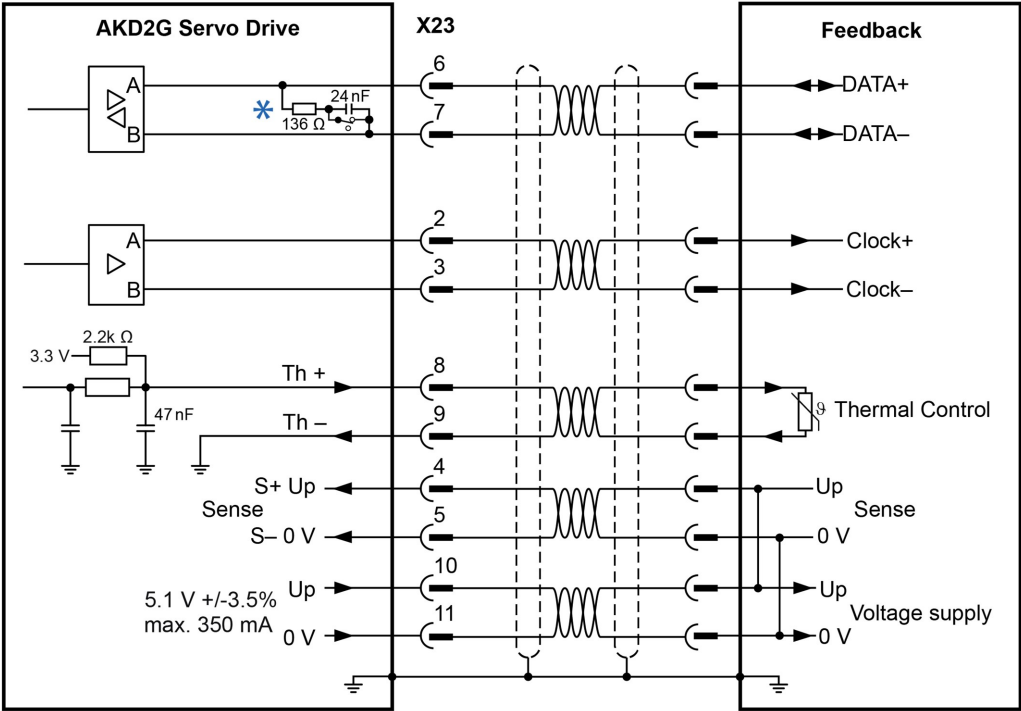 AKD2G Servo Drive
X23
Feedback
6
A
DATA+
24 nF
*
136 Ω
7
B
DATA–
2
A
Clock+
3
B
Clock–
2.2k Ω
3.3 V
8
Th +
47 nF
9
ϑ Thermal Control
Th –
4
S+ Up
Up
Sense
Sense
5
S– 0 V
0 V
10
Up
Up
5.1 V +/-3.5%
max. 350 mA
11
Voltage supply
0 V
0 V